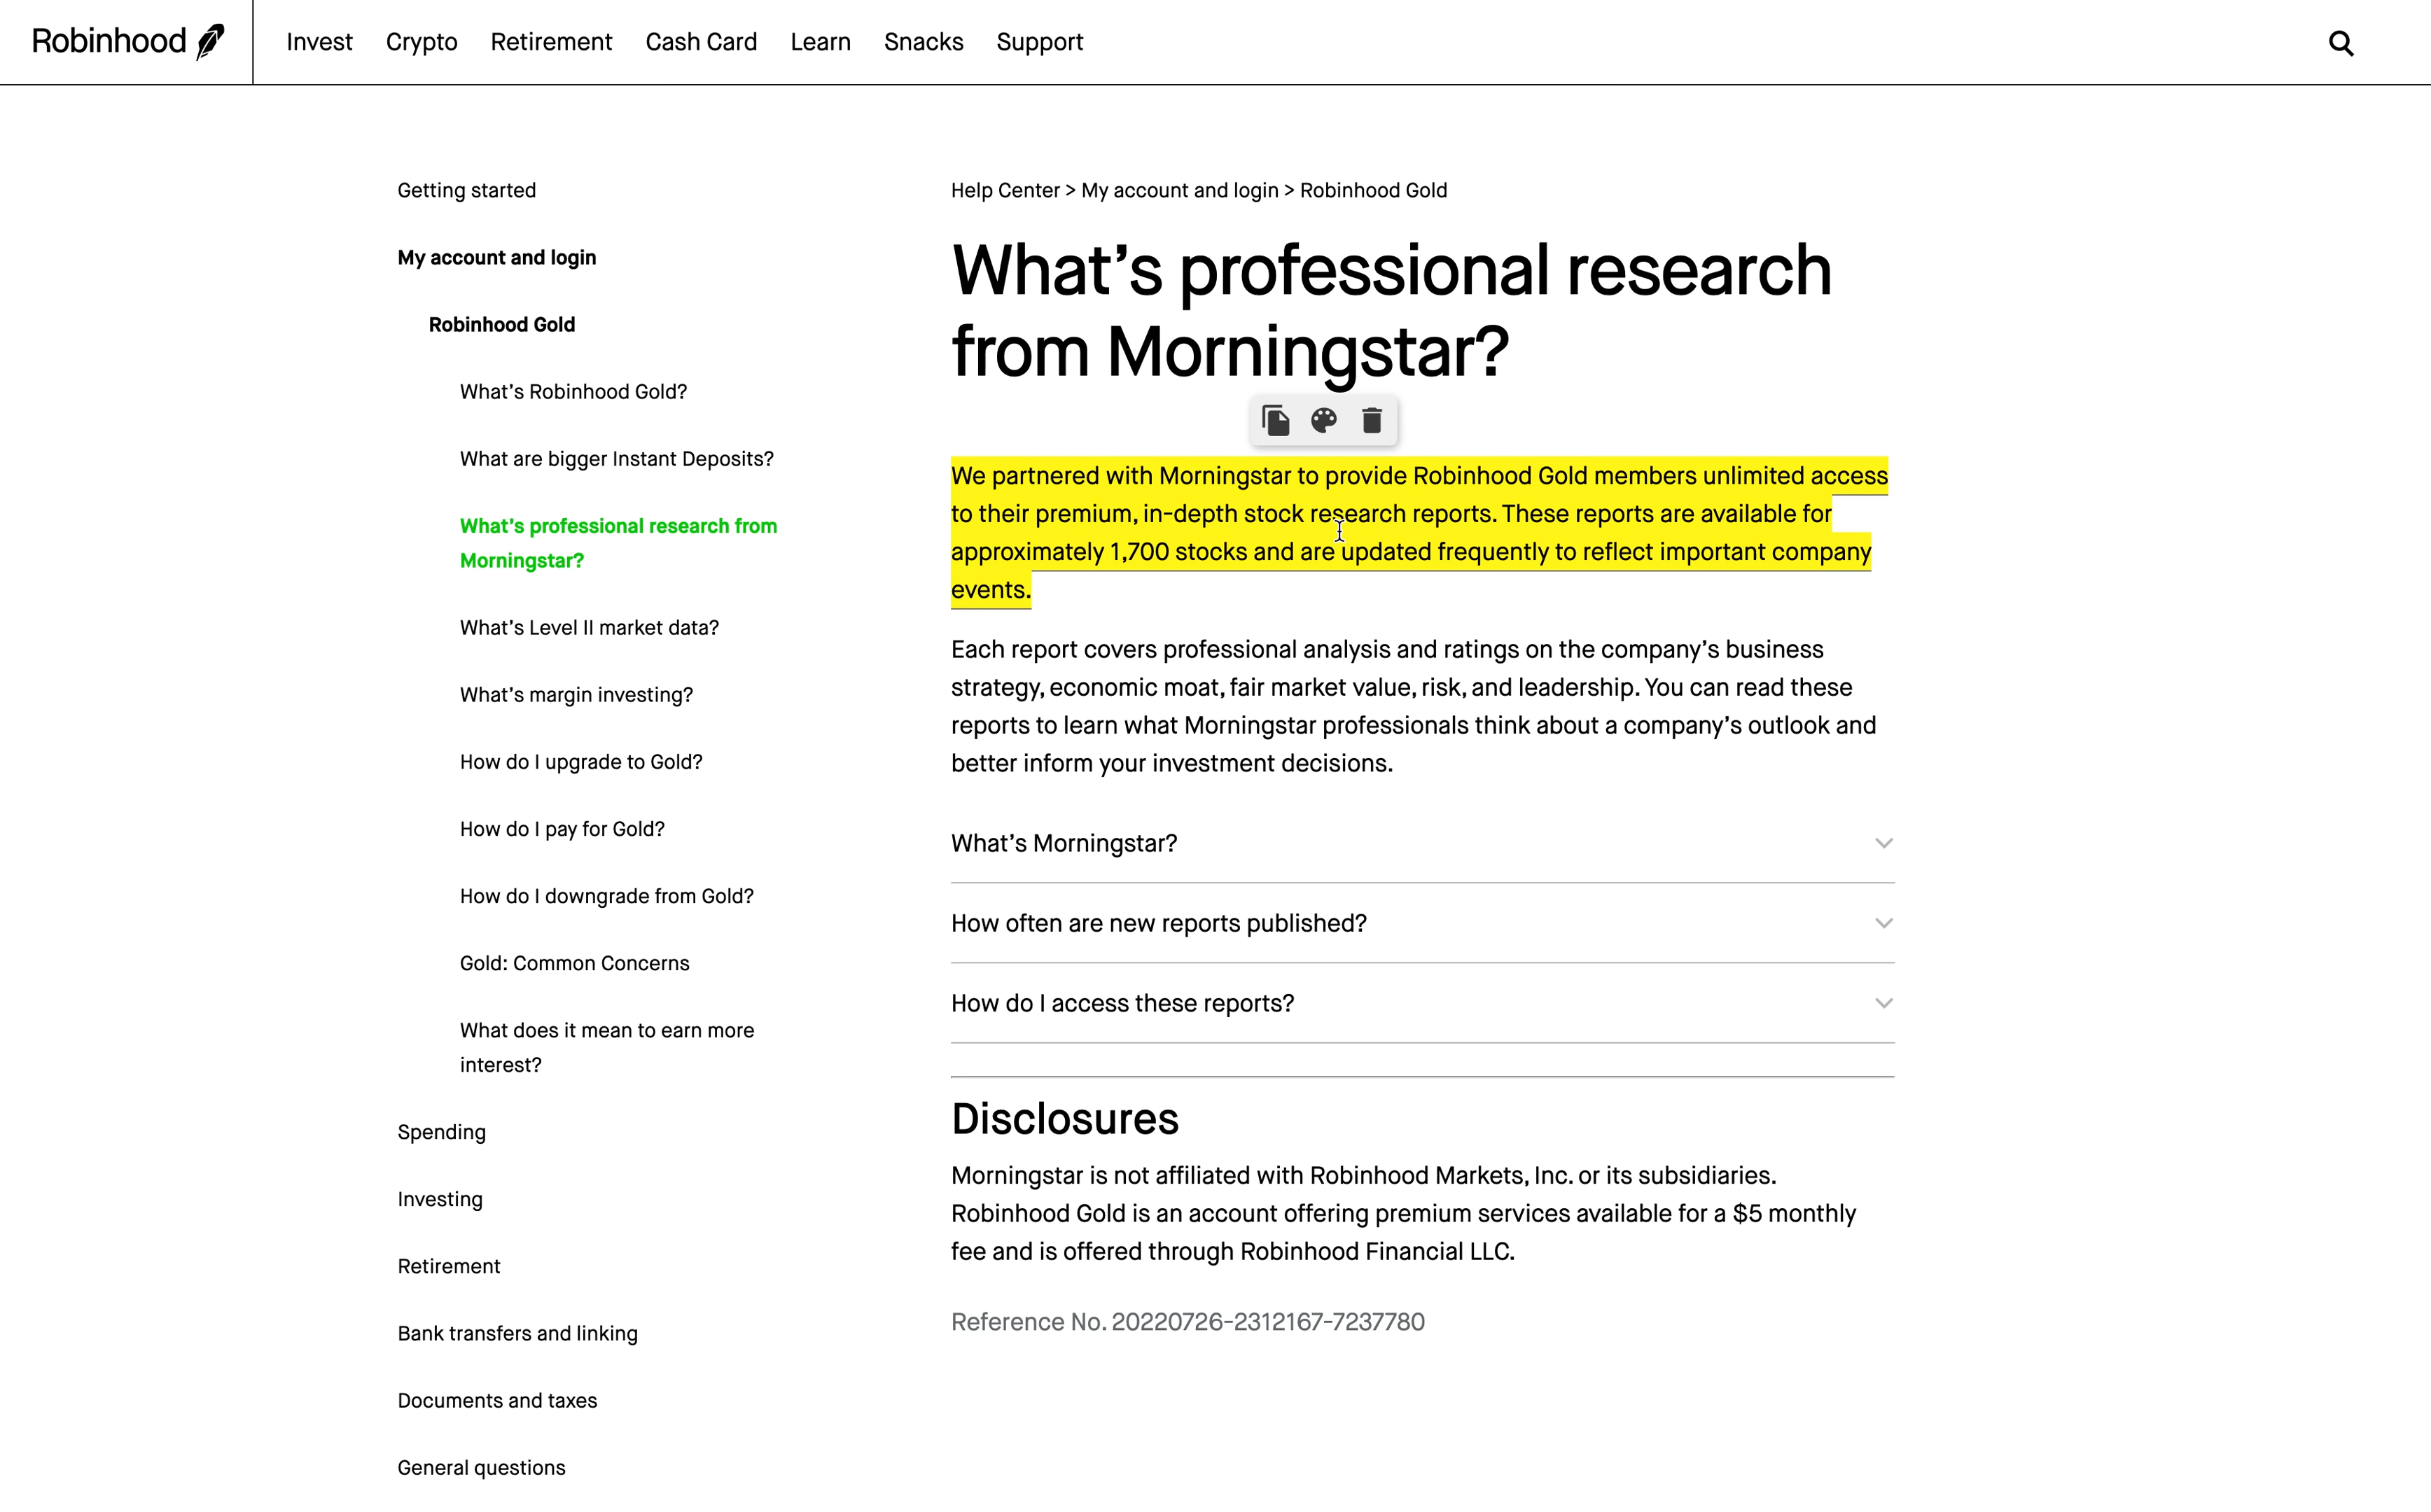 Robinhood
Invest Crypto Retirement Cash Card Learn Snacks Support
Getting started
My account and login
Robinhood Gold
What's Robinhood Gold?
What are bigger Instant Deposits?
What's professional research from
Morningstar?
What's Level II market data?
What's margin investing?
How do I upgrade to Gold?
How do I pay for Gold?
How do I downgrade from Gold?
Gold: Common Concerns
What does it mean to earn more
interest?
Spending
Investing
Retirement
Bank transfers and linking
Documents and taxes
General questions
Help Center > My account and login > Robinhood Gold
What's professional research
from Morningstar?
We partnered with Morningstar to provide Robinhood Gold members unlimited access
to their premium, in-depth stock research reports. These reports are available for
approximately 1,700 stocks and are updated frequently to reflect important company
events.
Each report covers professional analysis and ratings on the company's business
strategy, economic moat, fair market value, risk, and leadership. You can read these
reports to learn what Morningstar professionals think about a company's outlook and
better inform your investment decisions.
What's Morningstar?
How often are new reports published?
How do I access these reports?
Disclosures
Morningstar is not affiliated with Robinhood Markets, Inc. or its subsidiaries.
Robinhood Gold is an account offering premium services available for a $5 monthly
fee and is offered through Robinhood Financial LLC.
Reference No. 20220726-2312167-7237780